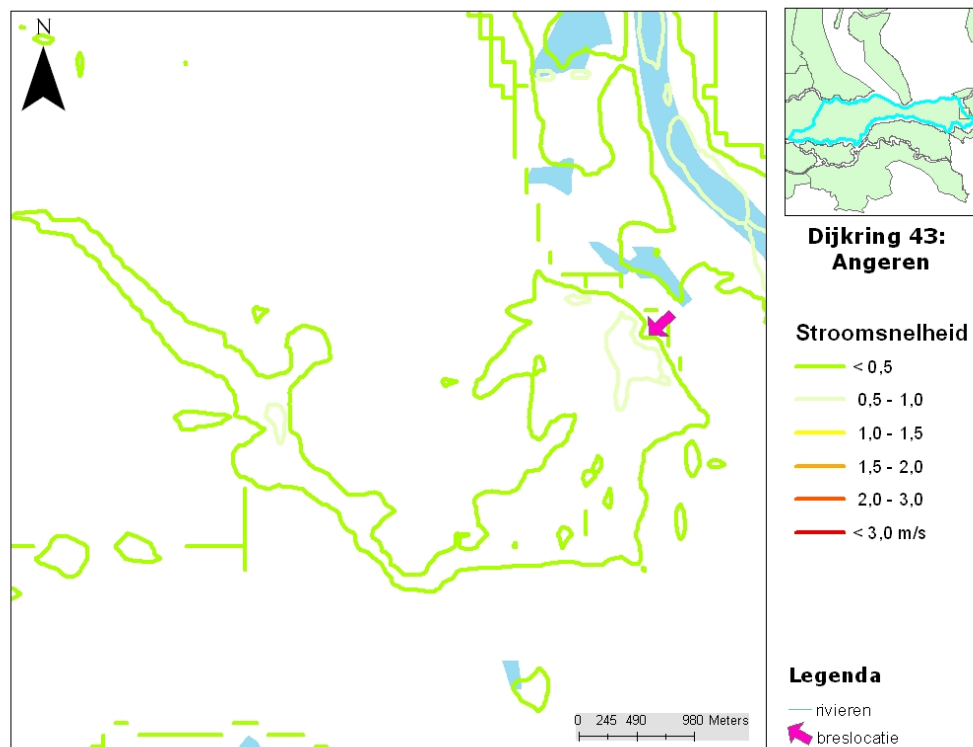 N
Dijkring 43:
Angeren
Stroomsnelheid
< 0,5
0,5 - 1,0
1,0 - 1,5
1,5 - 2,0
2,0 - 3,0
< 3,0 m/s
Legenda
rivieren
breslocatie
0 245 490 980 Meters